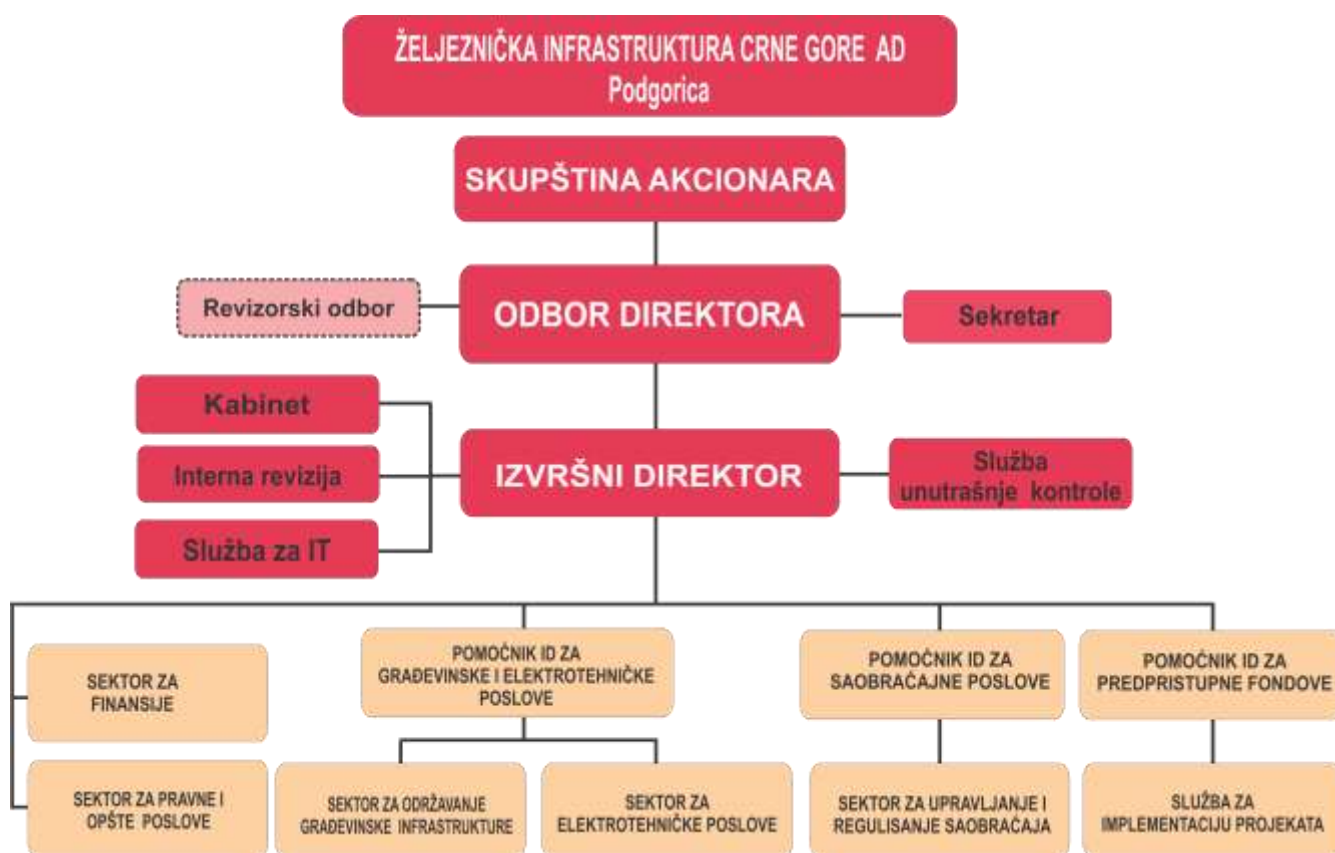 ŽELJEZNIČKA INFRASTRUKTURA CRNE GORE AD
Podgorica
SKUPŠTINA AKCIONARA
Revizorski odbor
ODBOR DIREKTORA
Sekretar
Kabinet
Interna revizija
IZVRŠNI DIREKTOR
Služba
unutrašnje kontrole
Služba za IT
SEKTOR ZA
FINANSIJE
POMOĆNIK ID ZA
GRAĐEVINSKE I ELEKTROTEHNIČKE
POSLOVE
POMOĆNIK ID ZA
SAOBRAĆAJNE POSLOVE
POMOĆNIK ID ZA
PREDPRISTUPNE FONDOVE
SEKTOR ZA PRAVNE I
OPŠTE POSLOVE
SEKTOR ZA ODRŽAVANJE
GRAĐEVINSKE INFRASTRUKTURE
SEKTOR ZA
ELEKTROTEHNIČKE POSLOVE
SEKTOR ZA UPRAVLJANJE I
REGULISANJE SAOBRAĆAJA
SLUŽBA ZA
IMPLEMENTACIJU PROJEKATA